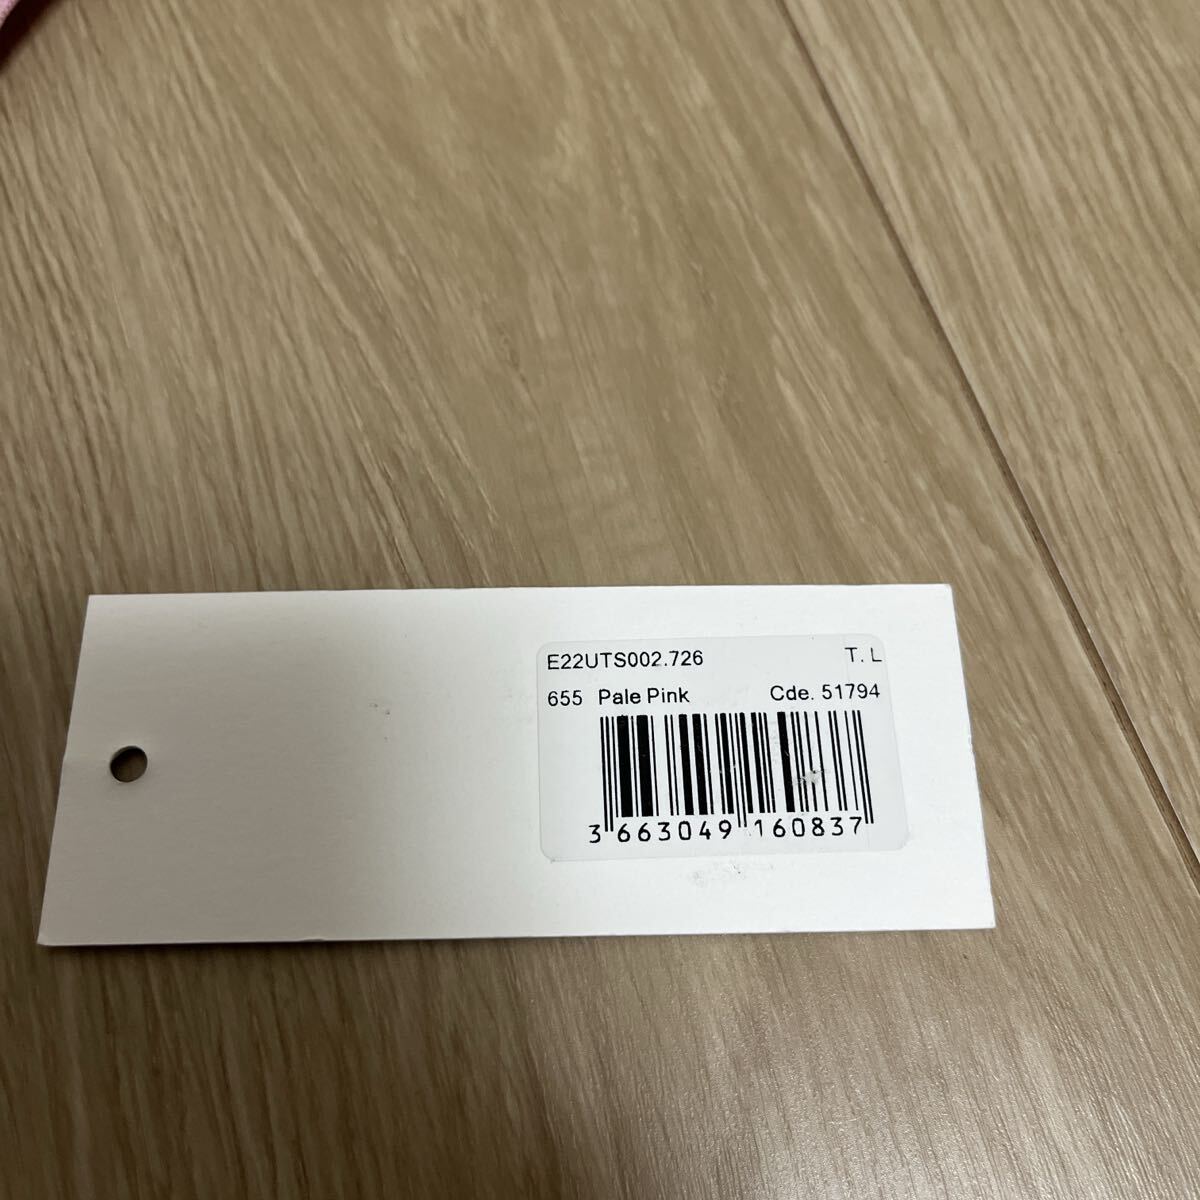 E22UTS002.726 T. L
655 Pale Pink Cde. 51794
3 663049 160837